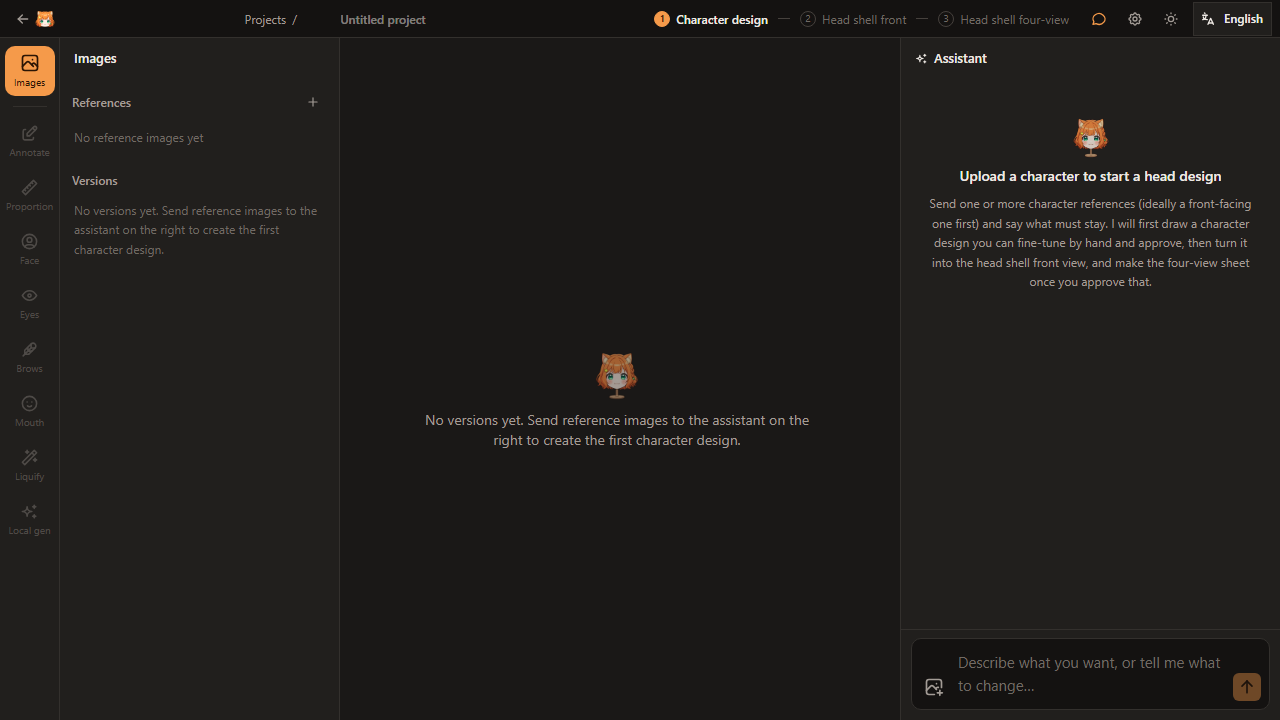 Projects /
Untitled project
1 Character design
2 Head shell front
3 Head shell four-view
English
Images
Annotate
Proportion
Face
Eyes
Brows
Mouth
Liquify
Local gen
Images
References
No reference images yet
Versions
No versions yet. Send reference images to the
assistant on the right to create the first
character design.
No versions yet. Send reference images to the assistant on the
right to create the first character design.
Assistant
Upload a character to start a head design
Send one or more character references (ideally a front-facing
one first) and say what must stay. I will first draw a character
design you can fine-tune by hand and approve, then turn it
into the head shell front view, and make the four-view sheet
once you approve that.
Describe what you want, or tell me what
to change...